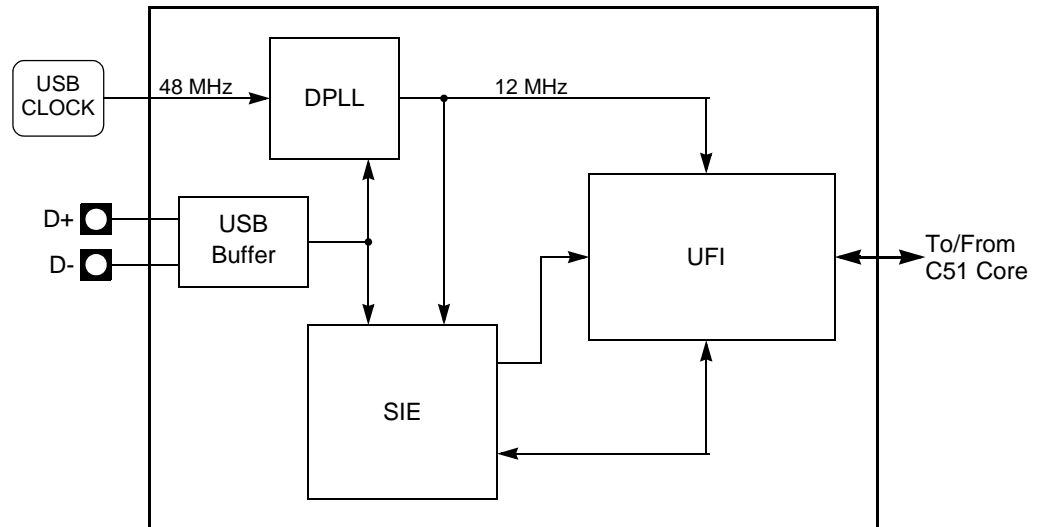 USB
CLOCK
48 MHz
DPLL
12 MHz
D+
D-
USB
Buffer
UFI
To/From
C51 Core
SIE